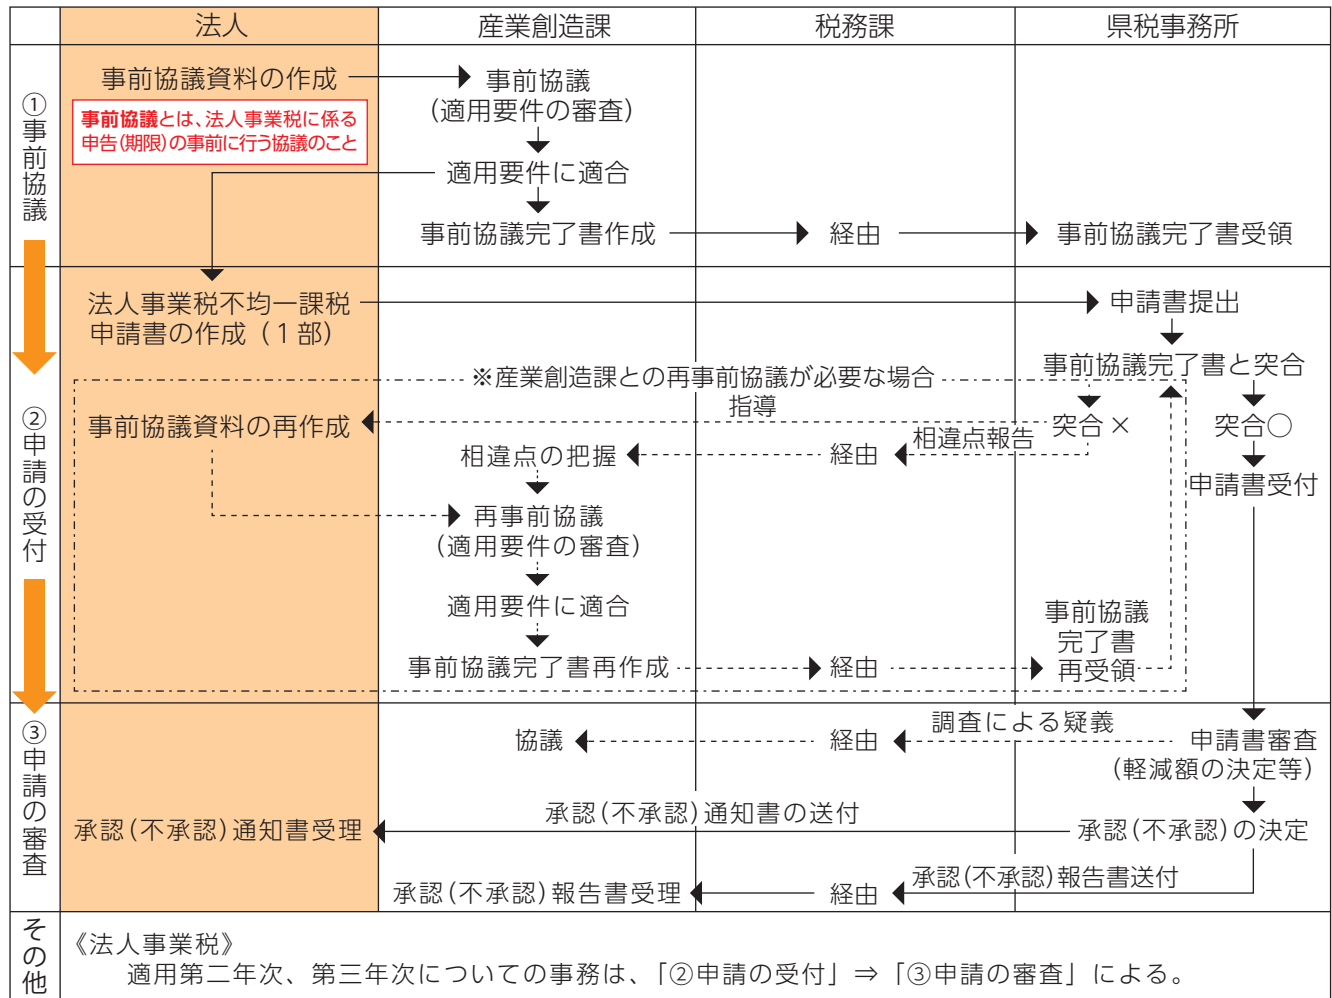 法人
産業創造課
税務課
県税事務所
①事前協議
事前協議資料の作成
事前協議とは、法人事業税に係る
申告(期限)の事前に行う協議のこと
事前協議
(適用要件の審査)
適用要件に適合
事前協議完了書作成
経由
事前協議完了書受領
②申請の受付
法人事業税不均一課税
申請書の作成（１部）
申請書提出
事前協議完了書と突合
※産業創造課との再事前協議が必要な場合
指導
事前協議資料の再作成
突合×
突合○
相違点報告
経由
相違点の把握
申請書受付
再事前協議
(適用要件の審査)
適用要件に適合
事前協議完了書再作成
経由
事前協議
完了書
再受領
③申請の審査
協議
経由
調査による疑義
申請書審査
(軽減額の決定等)
承認(不承認)通知書受理
承認(不承認)通知書の送付
承認(不承認)の決定
承認(不承認)報告書受理
経由
承認(不承認)報告書送付
その他
《法人事業税》
適用第二年次、第三年次についての事務は、「②申請の受付」⇒「③申請の審査」による。